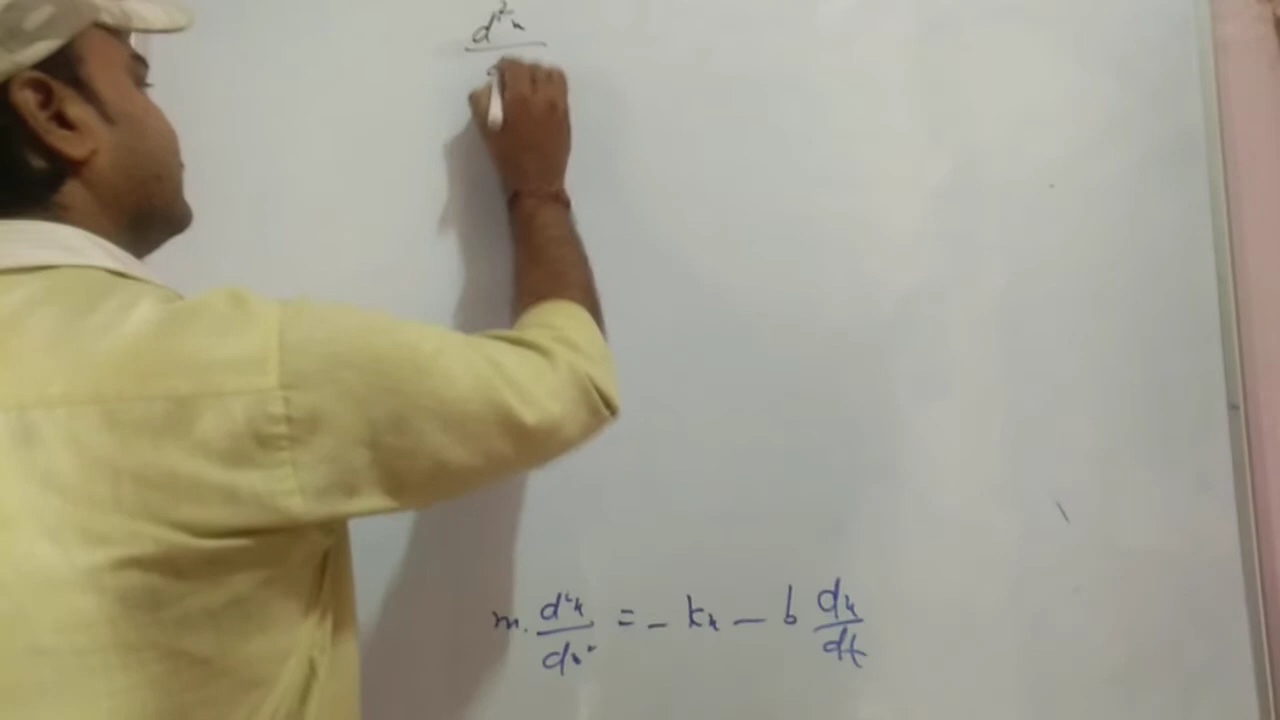 d²x
m. d²x/dt² = - kx - b dx/dt